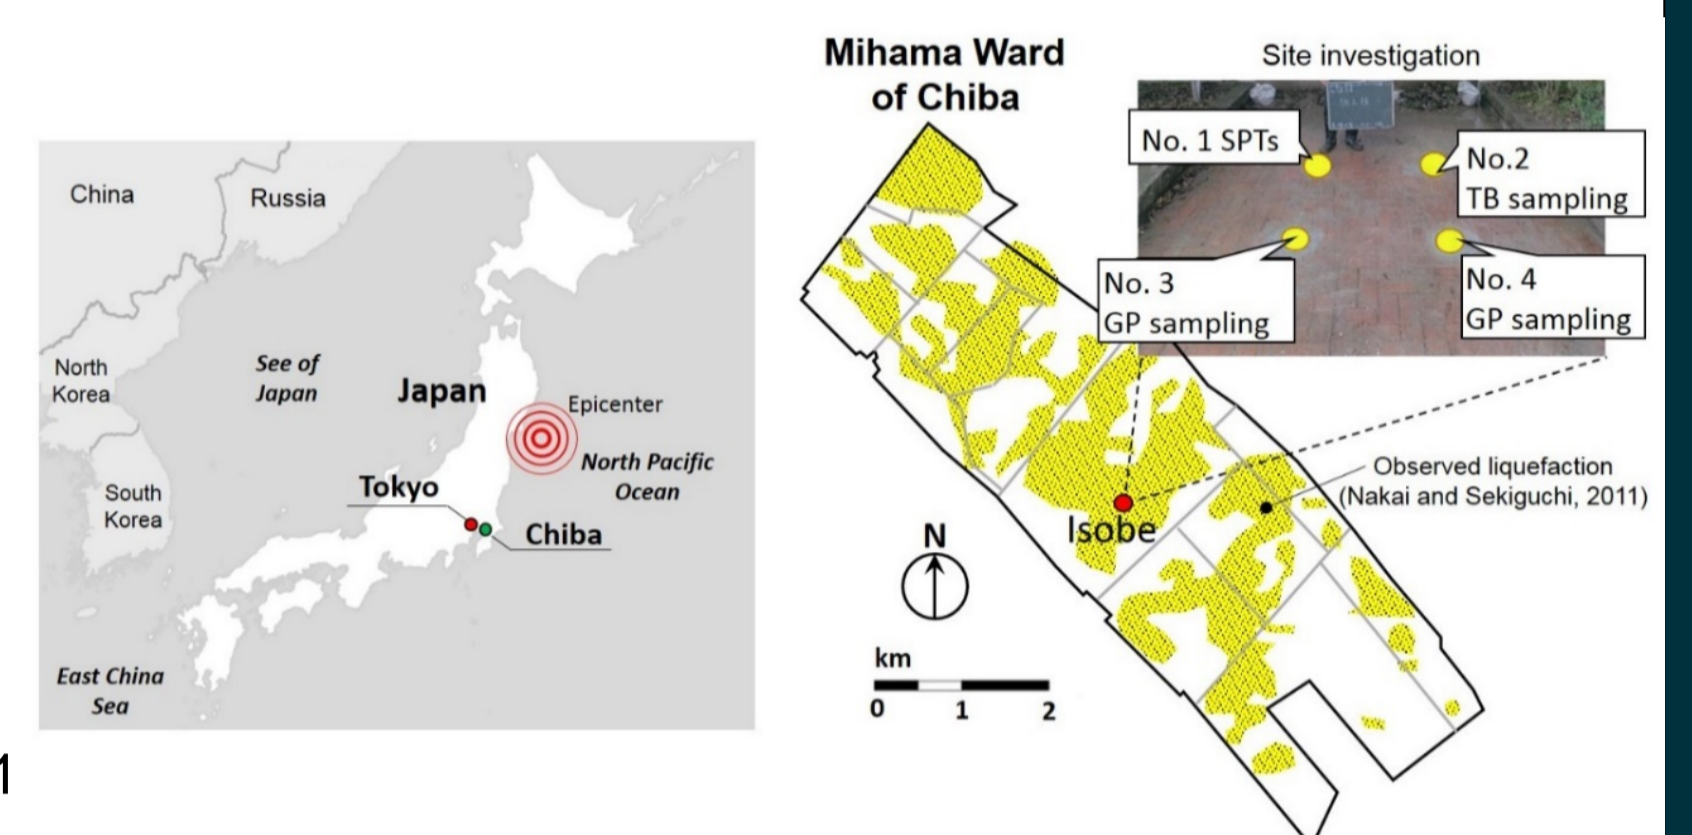 China
Russia
North
Korea
See of
Japan
Japan
Epicenter
North Pacific
Ocean
South
Korea
Tokyo
Chiba
East China
Sea
1
Mihama Ward
of Chiba
Site investigation
No. 1 SPTs
No.2
TB sampling
No. 3
GP sampling
No. 4
GP sampling
Observed liquefaction
(Nakai and Sekiguchi, 2011)
Isobe
N
km
0 1 2